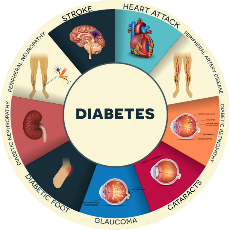 STROKE
HEART ATTACK
PERIPHERAL ARTERY DISEASE
DIABETIC RETINOPATHY
CATARACTS
GLAUCOMA
DIABETIC FOOT
DIABETIC NEPHROPATHY
PERIPHERAL NEUROPATHY
DIABETES